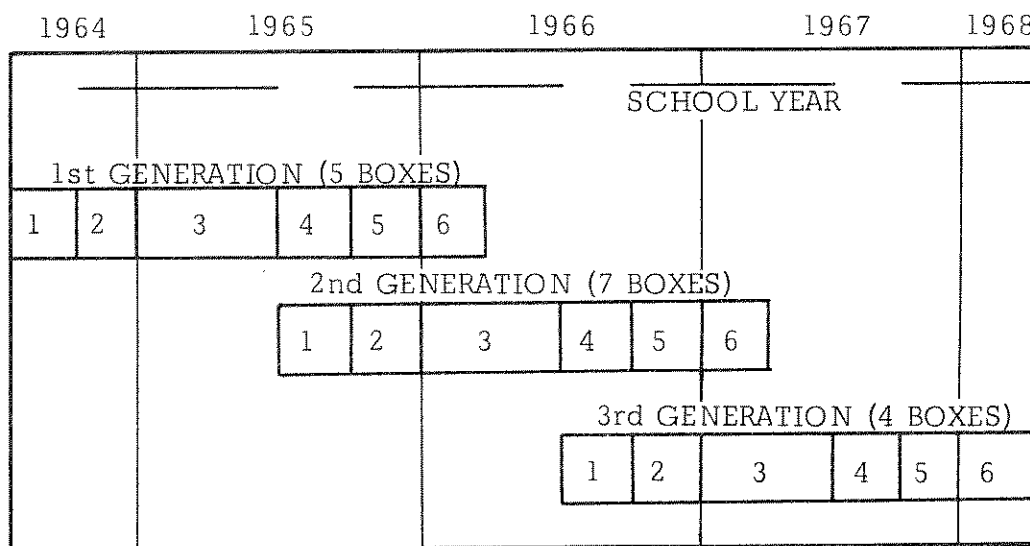 1964 1965 1966 1967 1968
SCHOOL YEAR
1st GENERATION (5 BOXES)
1 2 3 4 5 6
2nd GENERATION (7 BOXES)
1 2 3 4 5 6
3rd GENERATION (4 BOXES)
1 2 3 4 5 6